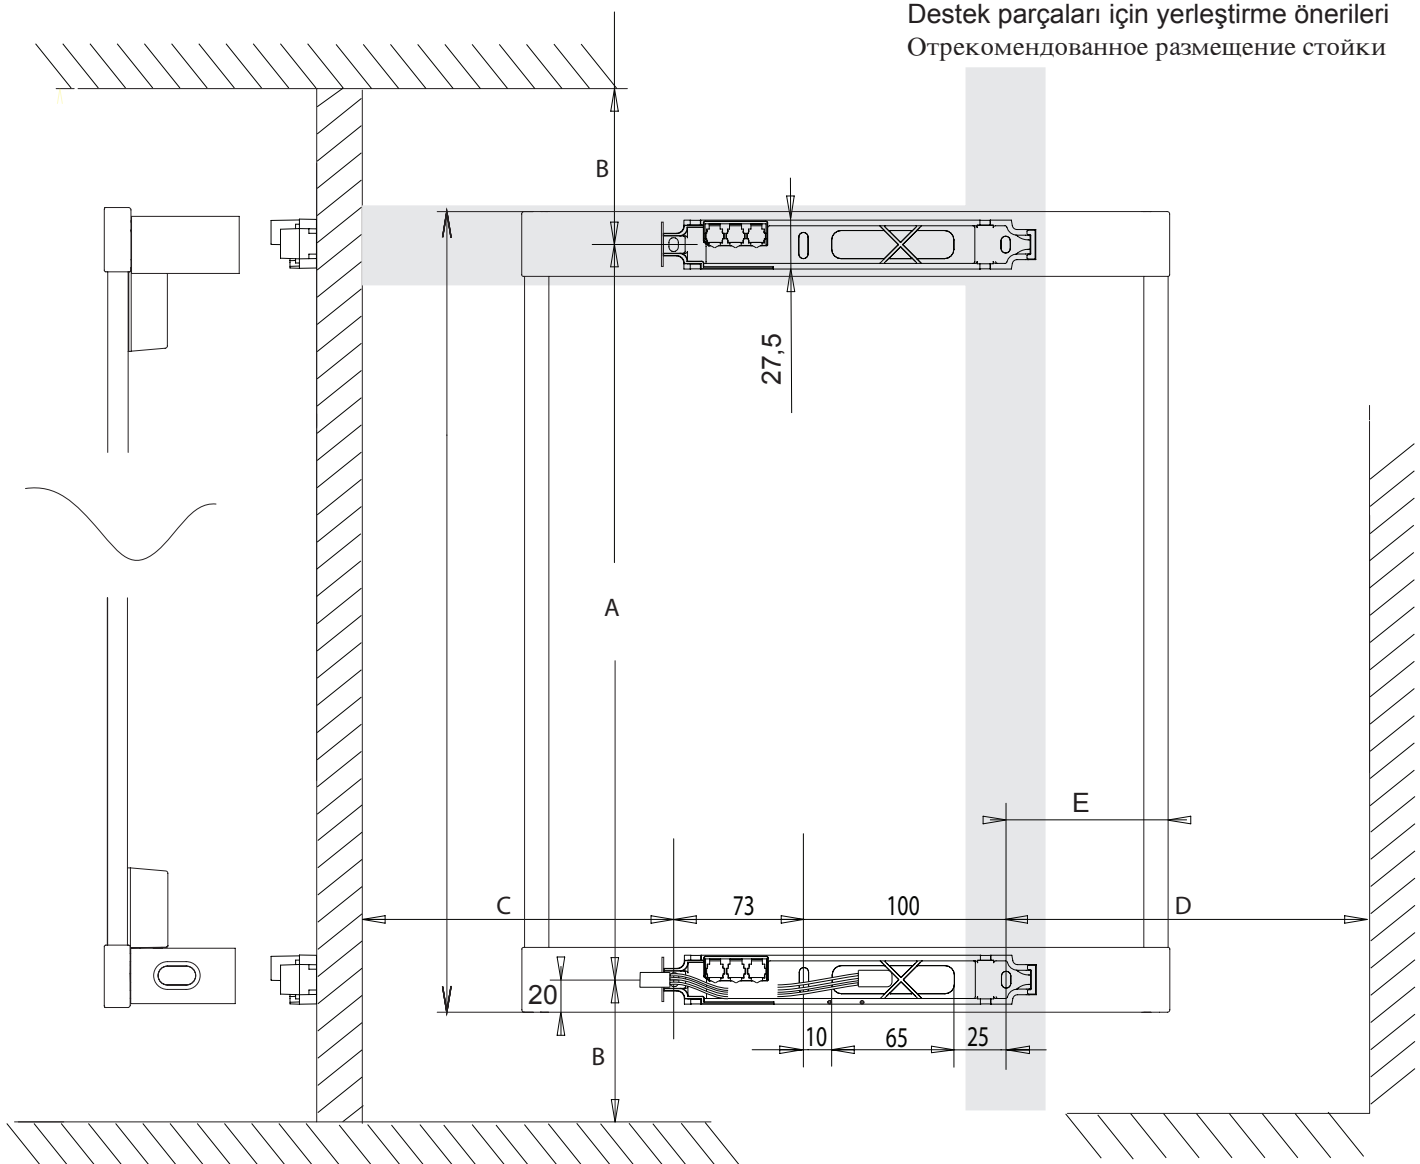 Destek parçaları için yerleştirme önerileri
Отрекомендованное размещение стойки
B
27,5
A
E
C
73
100
D
20
10
65
25
B